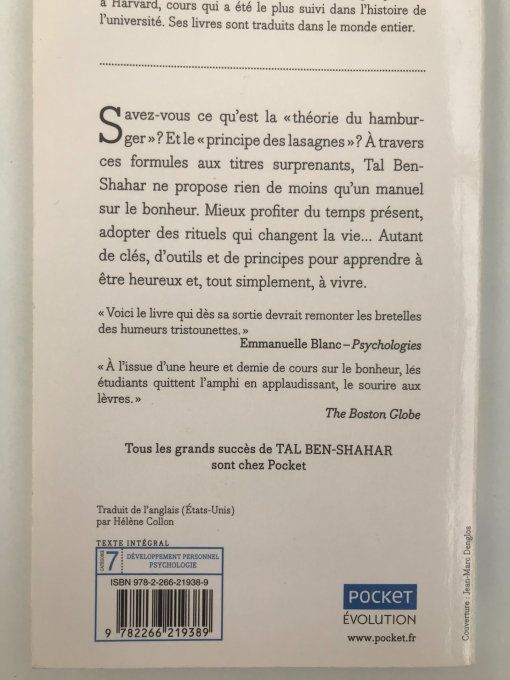 à Harvard, cours qui a été le plus suivi dans l'histoire de
l'université. Ses livres sont traduits dans le monde entier.
Savez-vous ce qu'est la « théorie du hambur-
ger » ? Et le « principe des lasagnes » ? À travers
ces formules aux titres surprenants, Tal Ben-
Shahar ne propose rien de moins qu'un manuel
sur le bonheur. Mieux profiter du temps présent,
adopter des rituels qui changent la vie... Autant
de clés, d'outils et de principes pour apprendre à
être heureux et, tout simplement, à vivre.
« Voici le livre qui dès sa sortie devrait remonter les bretelles
des humeurs tristounettes. »
Emmanuelle Blanc – Psychologies
« À l'issue d'une heure et demie de cours sur le bonheur, les
étudiants quittent l'amphi en applaudissant, le sourire aux
lèvres. »
The Boston Globe
Tous les grands succès de TAL BEN-SHAHAR
sont chez Pocket
Traduit de l'anglais (États-Unis)
par Hélène Collon
TEXTE INTÉGRAL
CATÉGORIE 7
DÉVELOPPEMENT PERSONNEL
PSYCHOLOGIE
ISBN 978-2-266-21938-9
9 782266 219389
POCKET
ÉVOLUTION
www.pocket.fr
Couverture : Jean-Marc Denglos